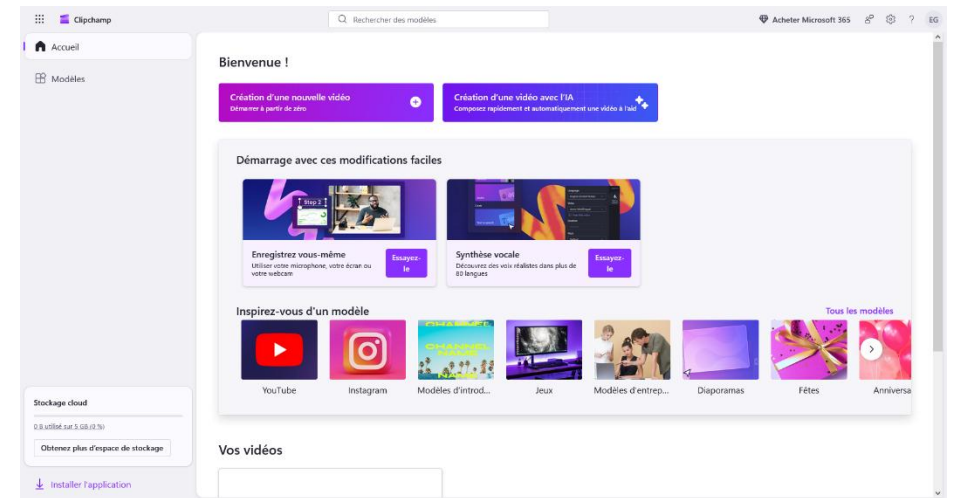 Clipchamp
Rechercher des modèles
Acheter Microsoft 365
?
EG
Accueil
Modèles
Bienvenue !
Création d'une nouvelle vidéo
Démarrer à partir de zéro
Création d'une vidéo avec l'IA
Composez rapidement et automatiquement une vidéo à l'aid
Démarrage avec ces modifications faciles
Step 2
Enregistrez vous-même
Utiliser votre microphone, votre écran ou
votre webcam
Essayez-
le
Synthèse vocale
Découvrez des voix réalistes dans plus de
80 langues
Essayez-
le
Inspirez-vous d'un modèle
Tous les modèles
CHANNEL
NAME
CHANNEL
NAME
CHANNEL
NAME
YouTube
Instagram
Modèles d'introd...
Jeux
Modèles d'entrep...
Diaporamas
Fêtes
Anniversa
Stockage cloud
0 B utilisé sur 5 GB (0 %)
Obtenez plus d'espace de stockage
Installer l'application
Vos vidéos